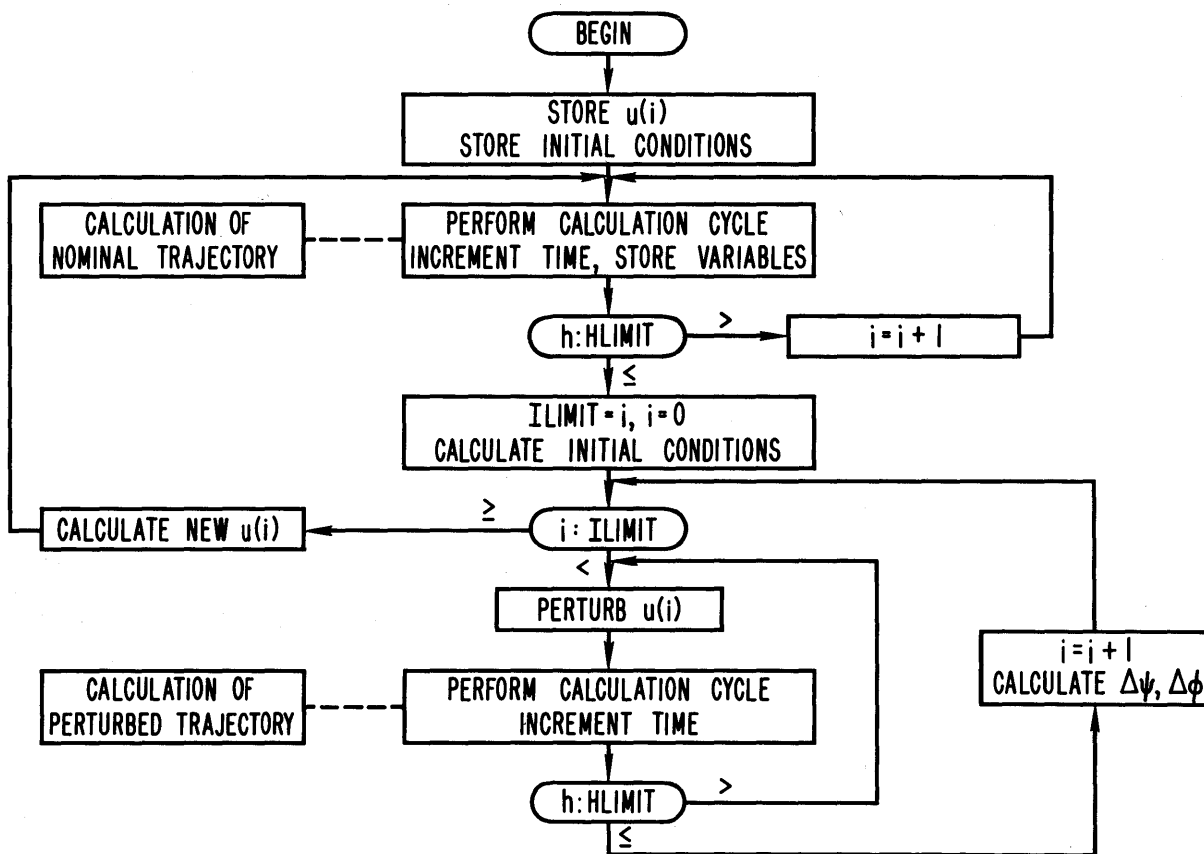 BEGIN
STORE u(i)
STORE INITIAL CONDITIONS
CALCULATION OF
NOMINAL TRAJECTORY
PERFORM CALCULATION CYCLE
INCREMENT TIME, STORE VARIABLES
h:HLIMIT
>
i=i+1
≤
ILIMIT=i, i=0
CALCULATE INITIAL CONDITIONS
CALCULATE NEW u(i)
≥
i:ILIMIT
<
PERTURB u(i)
i=i+1
CALCULATE Δψ, Δϕ
CALCULATION OF
PERTURBED TRAJECTORY
PERFORM CALCULATION CYCLE
INCREMENT TIME
h:HLIMIT
>
≤